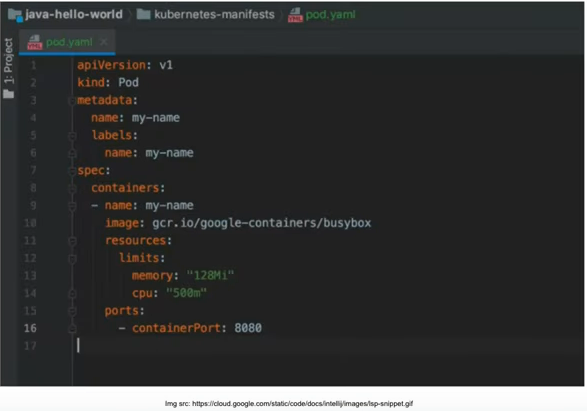 java-hello-world kubernetes-manifests pod.yaml
1: Project
pod.yaml
1 apiVersion: v1
2 kind: Pod
3 metadata:
4   name: my-name
5   labels:
6     name: my-name
7 spec:
8   containers:
9   - name: my-name
10     image: gcr.io/google-containers/busybox
11     resources:
12       limits:
13         memory: "128Mi"
14         cpu: "500m"
15     ports:
16       - containerPort: 8080
17
Img src: https://cloud.google.com/static/code/docs/intellij/images/lsp-snippet.gif